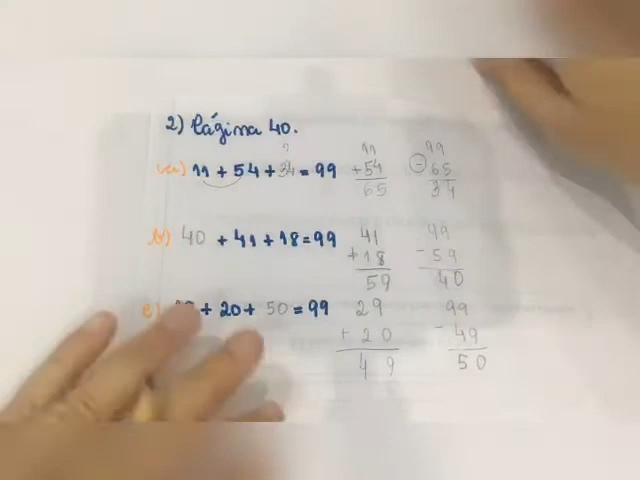 2) Página 40.
a) 11 + 54 + 34 = 99 11 + 54 65 99 - 65 34
b) 40 + 41 + 18 = 99 41 + 18 59 99 - 59 40
c) + 20 + 50 = 99 29 + 20 49 99 - 49 50